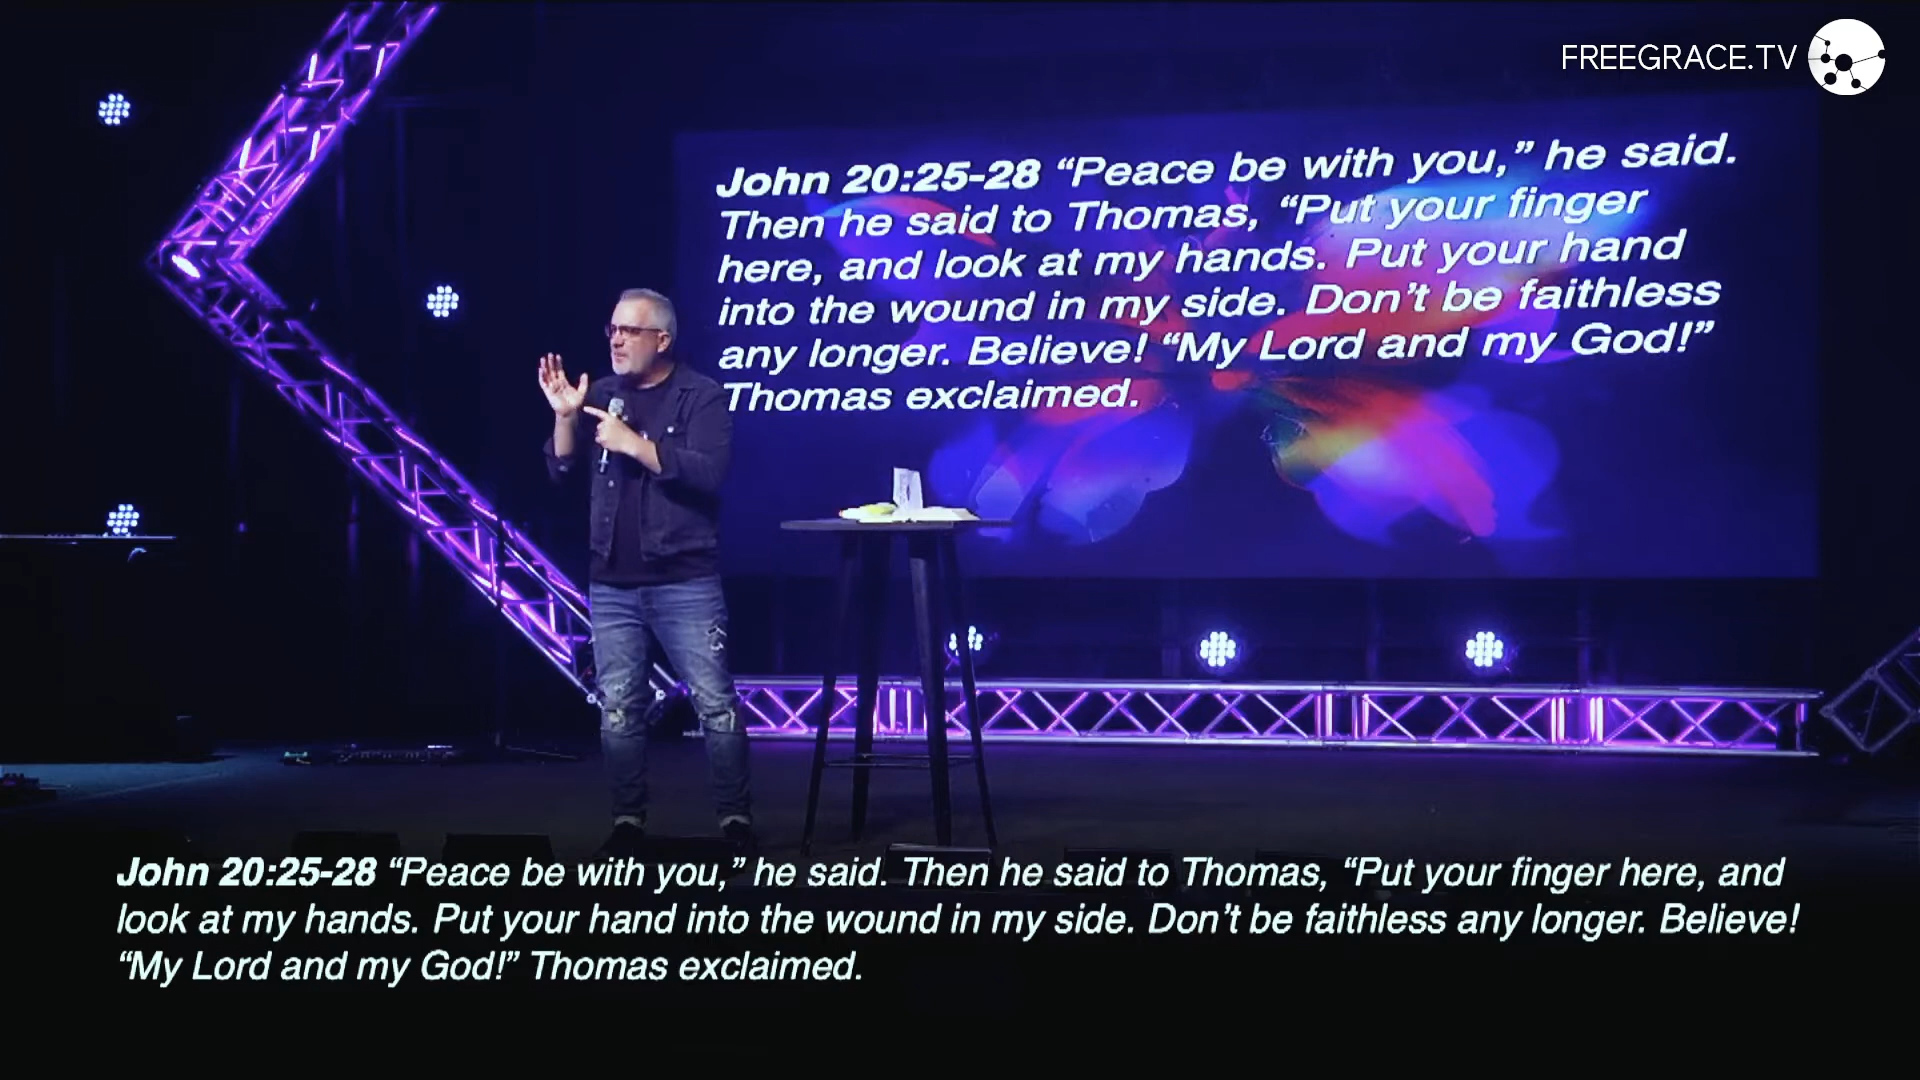 FREEGRACE.TV
John 20:25-28 “Peace be with you,” he said.
Then he said to Thomas, “Put your finger
here, and look at my hands. Put your hand
into the wound in my side. Don’t be faithless
any longer. Believe! “My Lord and my God!”
Thomas exclaimed.
John 20:25-28 “Peace be with you,” he said. Then he said to Thomas, “Put your finger here, and
look at my hands. Put your hand into the wound in my side. Don’t be faithless any longer. Believe!
“My Lord and my God!” Thomas exclaimed.